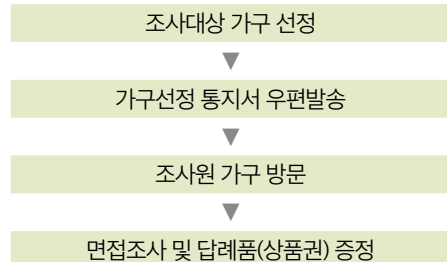 조사대상 가구 선정
▼
가구선정 통지서 우편발송
▼
조사원 가구 방문
▼
면접조사 및 답례품(상품권) 증정